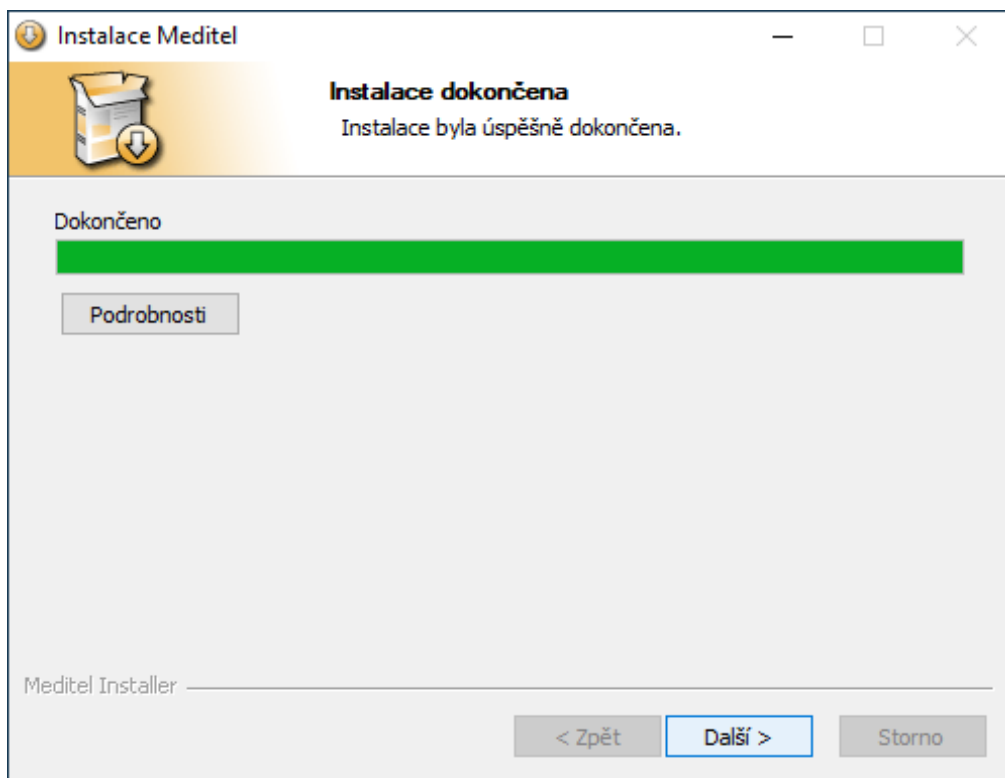 Instalace Meditel
Instalace dokončena
Instalace byla úspěšně dokončena.
Dokončeno
Podrobnosti
Meditel Installer
< Zpět
Další >
Storno